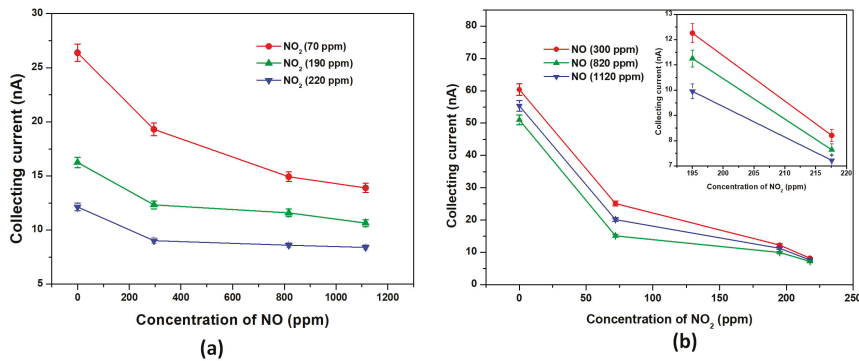 30
25
20
15
10
5
0 200 400 600 800 1000 1200
Collecting current (nA)
Concentration of NO (ppm)
NO₂ (70 ppm)
NO₂ (190 ppm)
NO₂ (220 ppm)
(a)
80
70
60
50
40
30
20
10
0
0 50 100 150 200 250
Collecting current (nA)
Concentration of NO₂ (ppm)
NO (300 ppm)
NO (820 ppm)
NO (1120 ppm)
13
12
11
10
9
8
7
195 200 205 210 215 220
Collecting current (nA)
Concentration of NO₂ (ppm)
(b)